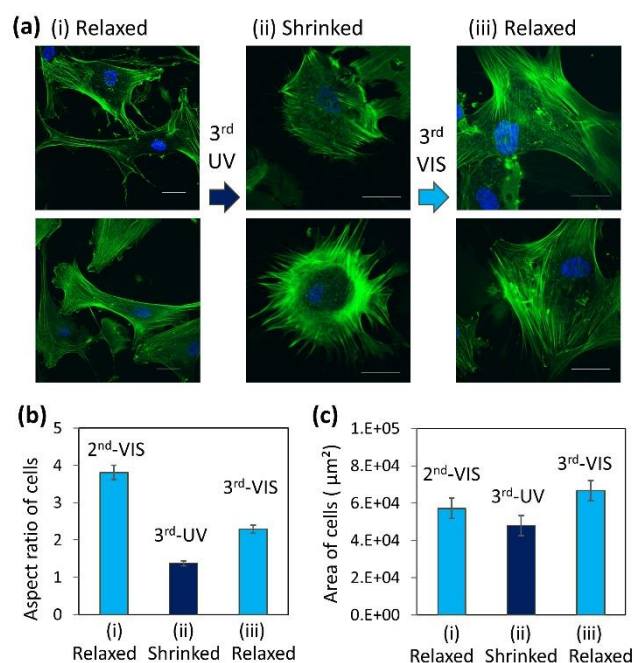 (a) (i) Relaxed (ii) Shrinked (iii) Relaxed
3rd
UV
3rd
VIS
(b)
Aspect ratio of cells
5
4
3
2
1
0
2nd-VIS
3rd-UV
3rd-VIS
(i) (ii) (iii)
Relaxed Shrinked Relaxed
(c)
Area of cells ( μm²)
1.E+05
8.E+04
6.E+04
4.E+04
2.E+04
0.E+00
2nd-VIS
3rd-UV
3rd-VIS
(i) (ii) (iii)
Relaxed Shrinked Relaxed